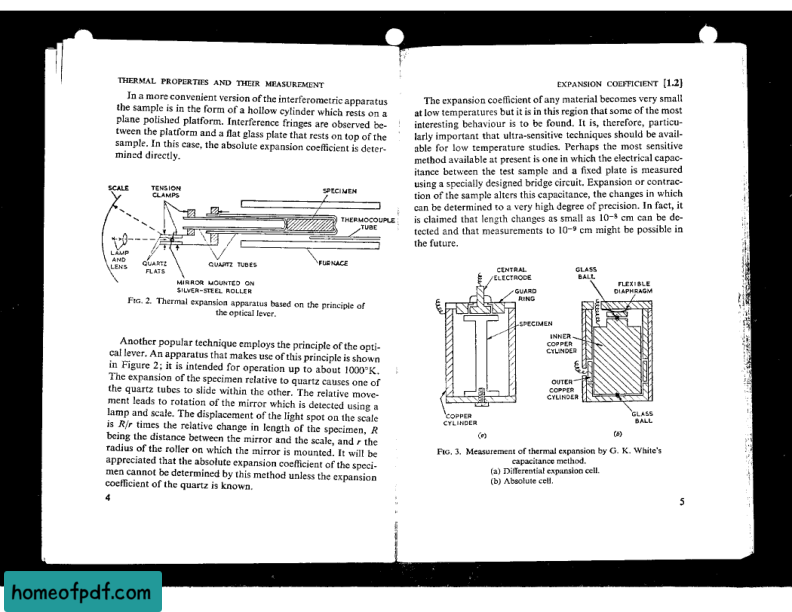 THERMAL PROPERTIES AND THEIR MEASUREMENT
In a more convenient version of the interferometric apparatus
the sample is in the form of a hollow cylinder which rests on a
plane polished platform. Interference fringes are observed be-
tween the platform and a flat glass plate that rests on top of the
sample. In this case, the absolute expansion coefficient is deter-
mined directly.
SCALE
TENSION
CLAMPS
SPECIMEN
THERMOCOUPLE
TUBE
LAMP
AND
LENS
QUARTZ
FLATS
QUARTZ TUBES
FURNACE
MIRROR MOUNTED ON
SILVER-STEEL ROLLER
FIG. 2. Thermal expansion apparatus based on the principle of
the optical lever.
Another popular technique employs the principle of the opti-
cal lever. An apparatus that makes use of this principle is shown
in Figure 2; it is intended for operation up to about 1000°K.
The expansion of the specimen relative to quartz causes one of
the quartz tubes to slide within the other. The relative move-
ment leads to rotation of the mirror which is detected using a
lamp and scale. The displacement of the light spot on the scale
is R/r times the relative change in length of the specimen, R
being the distance between the mirror and the scale, and r the
radius of the roller on which the mirror is mounted. It will be
appreciated that the absolute expansion coefficient of the speci-
men cannot be determined by this method unless the expansion
coefficient of the quartz is known.
4
EXPANSION COEFFICIENT [1.2]
The expansion coefficient of any material becomes very small
at low temperatures but it is in this region that some of the most
interesting behaviour is to be found. It is, therefore, particu-
larly important that ultra-sensitive techniques should be avail-
able for low temperature studies. Perhaps the most sensitive
method available at present is one in which the electrical capac-
itance between the test sample and a fixed plate is measured
using a specially designed bridge circuit. Expansion or contrac-
tion of the sample alters this capacitance, the changes in which
can be determined to a very high degree of precision. In fact, it
is claimed that length changes as small as 10⁻⁸ cm can be de-
tected and that measurements to 10⁻⁹ cm might be possible in
the future.
CENTRAL
ELECTRODE
GUARD
RING
SPECIMEN
COPPER
CYLINDER
(a)
GLASS
BALL
FLEXIBLE
DIAPHRAGM
INNER
COPPER
CYLINDER
OUTER
COPPER
CYLINDER
GLASS
BALL
(b)
FIG. 3. Measurement of thermal expansion by G. K. White's
capacitance method.
(a) Differential expansion cell.
(b) Absolute cell.
5
homeofpdf.com